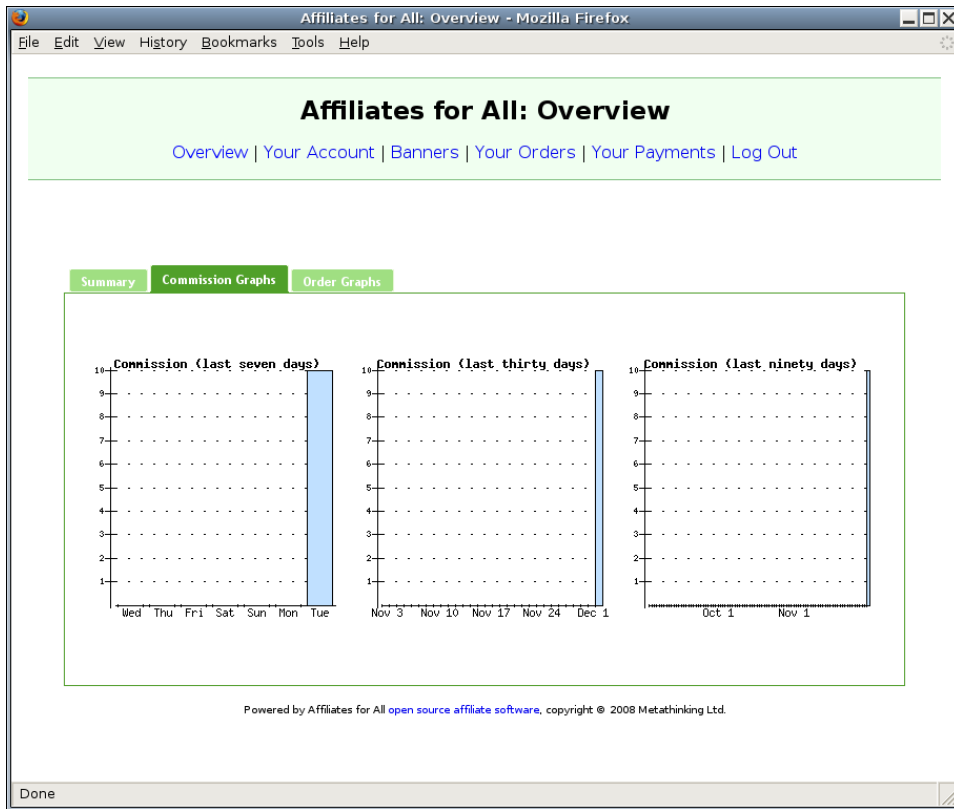 Affiliates for All: Overview - Mozilla Firefox
File Edit View History Bookmarks Tools Help
Affiliates for All: Overview
Overview | Your Account | Banners | Your Orders | Your Payments | Log Out
Summary Commission Graphs Order Graphs
Commission (last seven days)
10
9
8
7
6
5
4
3
2
1
Wed Thu Fri Sat Sun Mon Tue
Commission (last thirty days)
10
9
8
7
6
5
4
3
2
1
Nov 3 Nov 10 Nov 17 Nov 24 Dec 1
Commission (last ninety days)
10
9
8
7
6
5
4
3
2
1
Oct 1 Nov 1
Powered by Affiliates for All open source affiliate software, copyright © 2008 Metathinking Ltd.
Done